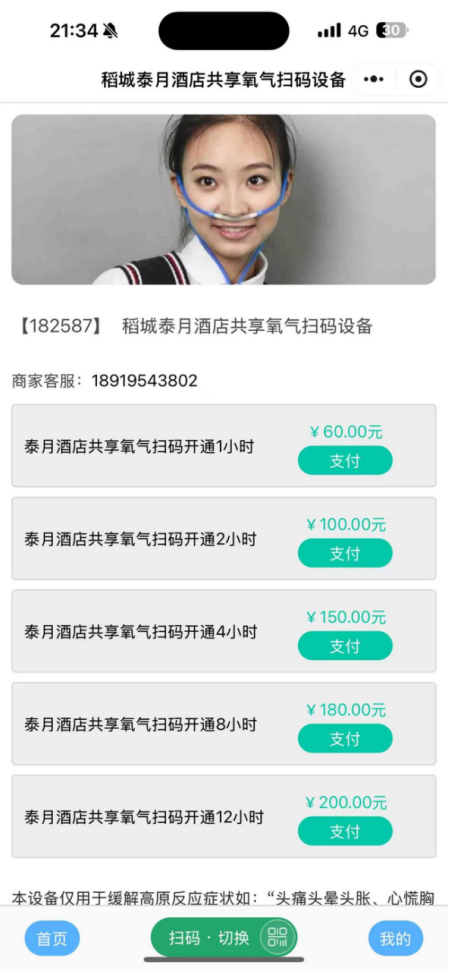 21:34
4G 30
稻城泰月酒店共享氧气扫码设备
【182587】 稻城泰月酒店共享氧气扫码设备
商家客服：18919543802
泰月酒店共享氧气扫码开通1小时
￥60.00元
支付
泰月酒店共享氧气扫码开通2小时
￥100.00元
支付
泰月酒店共享氧气扫码开通4小时
￥150.00元
支付
泰月酒店共享氧气扫码开通8小时
￥180.00元
支付
泰月酒店共享氧气扫码开通12小时
￥200.00元
支付
本设备仅用于缓解高原反应症状如：“头痛头晕头胀、心慌胸
首页
扫码 · 切换
我的